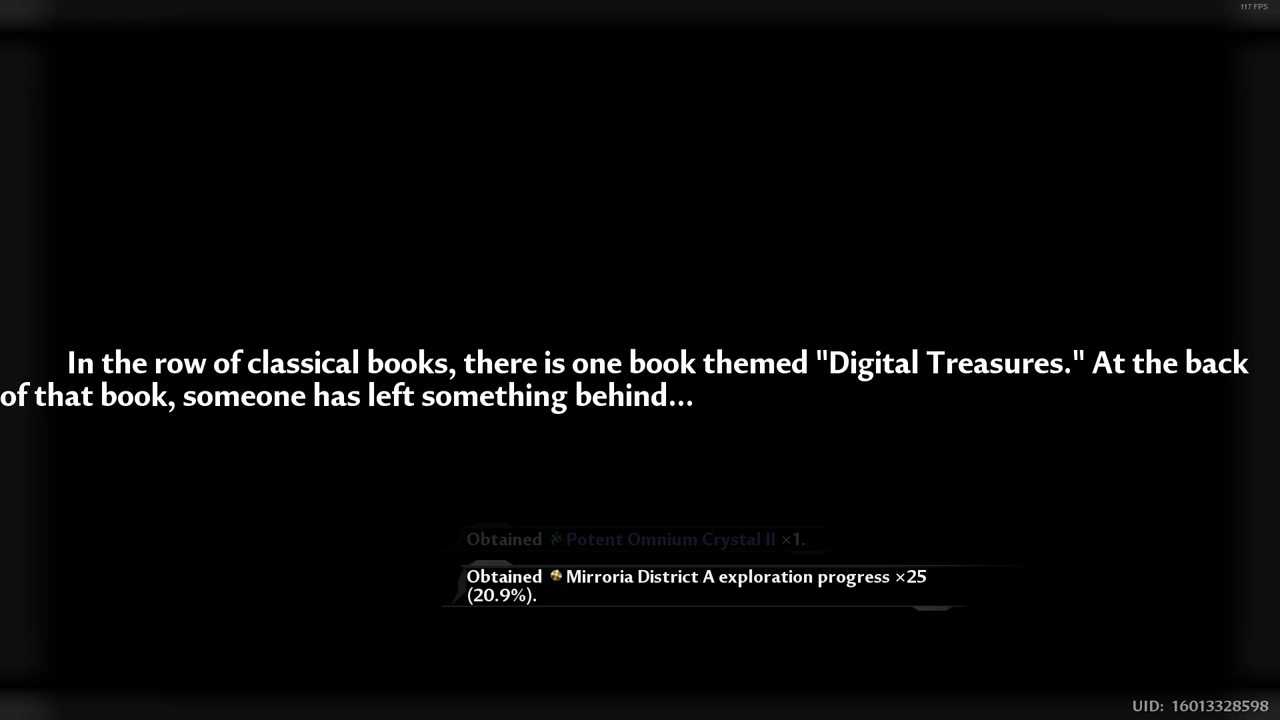 117 FPS
In the row of classical books, there is one book themed "Digital Treasures." At the back
of that book, someone has left something behind...
Obtained Potent Omnium Crystal II ×1.
Obtained Mirroria District A exploration progress ×25
(20.9%).
UID: 16013328598